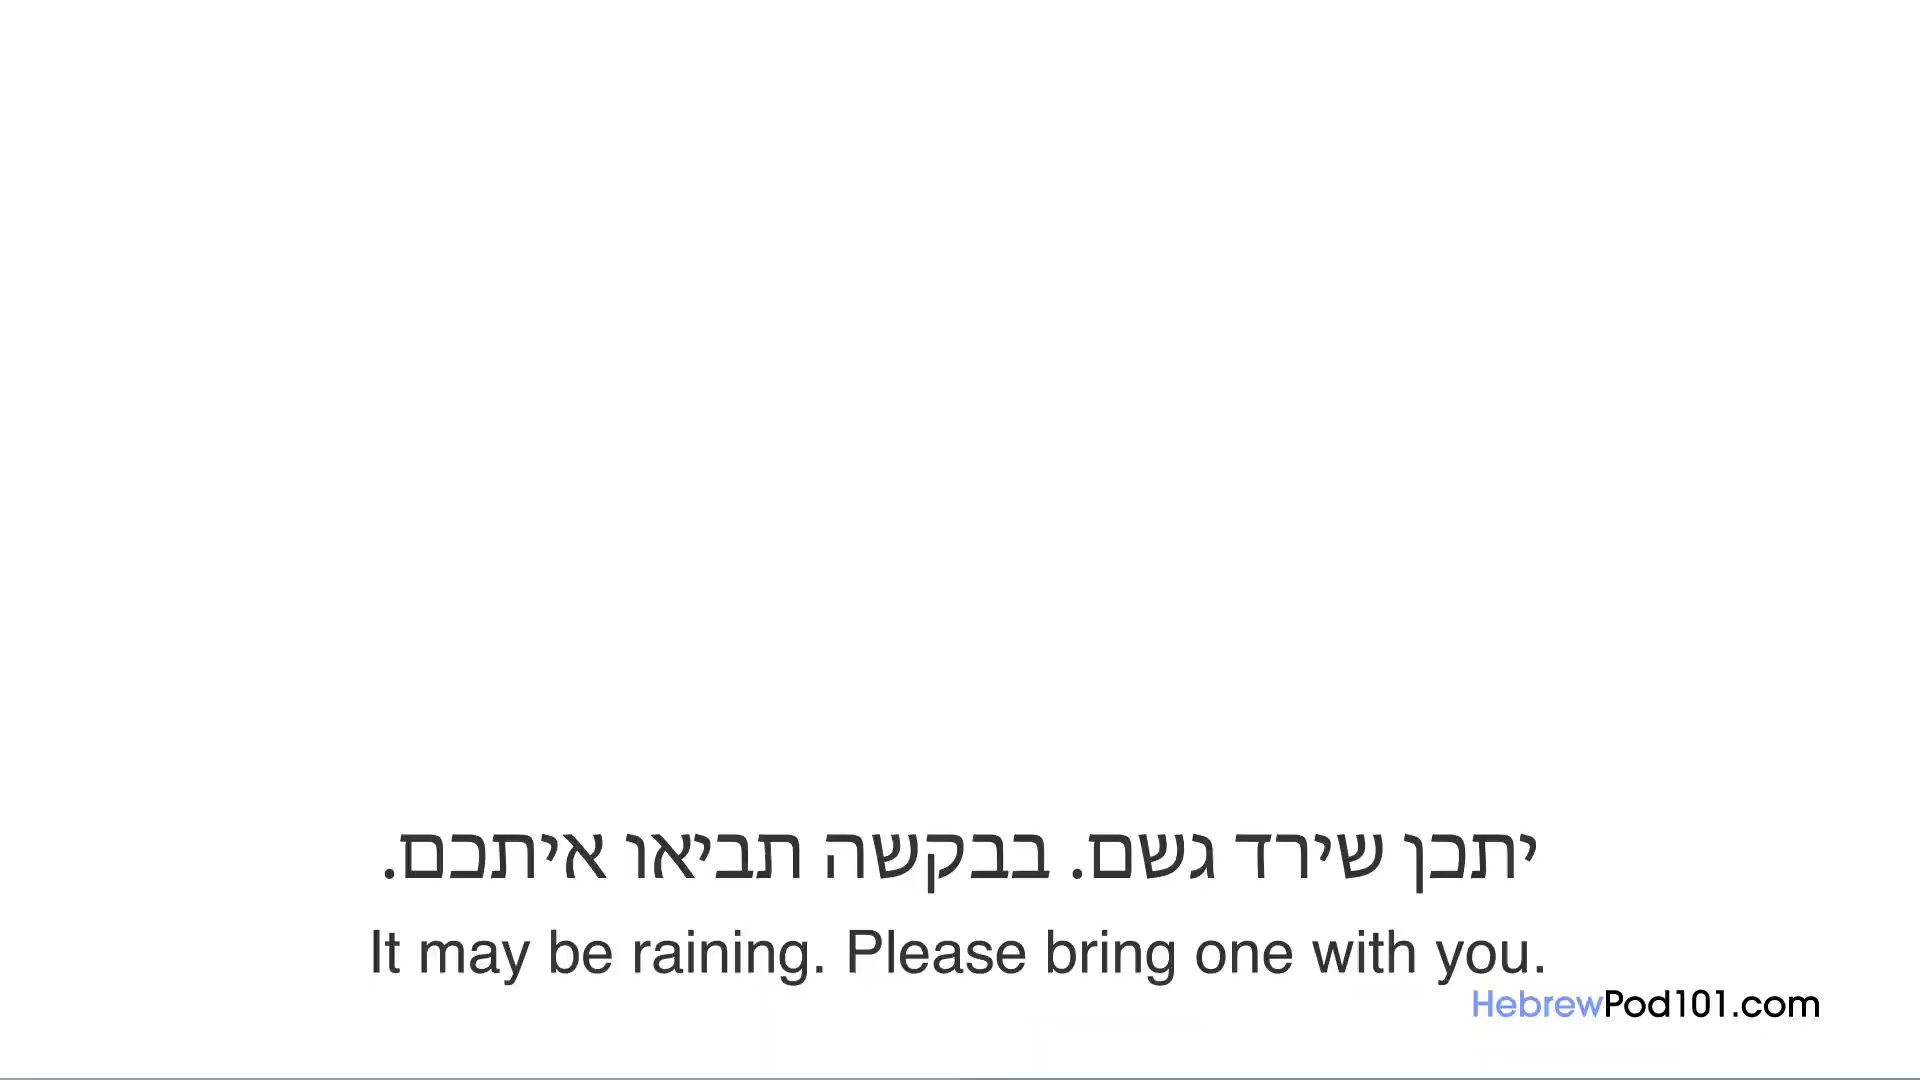 יתכן שירד גשם. בבקשה תביאו איתכם.
It may be raining. Please bring one with you.
HebrewPod101.com